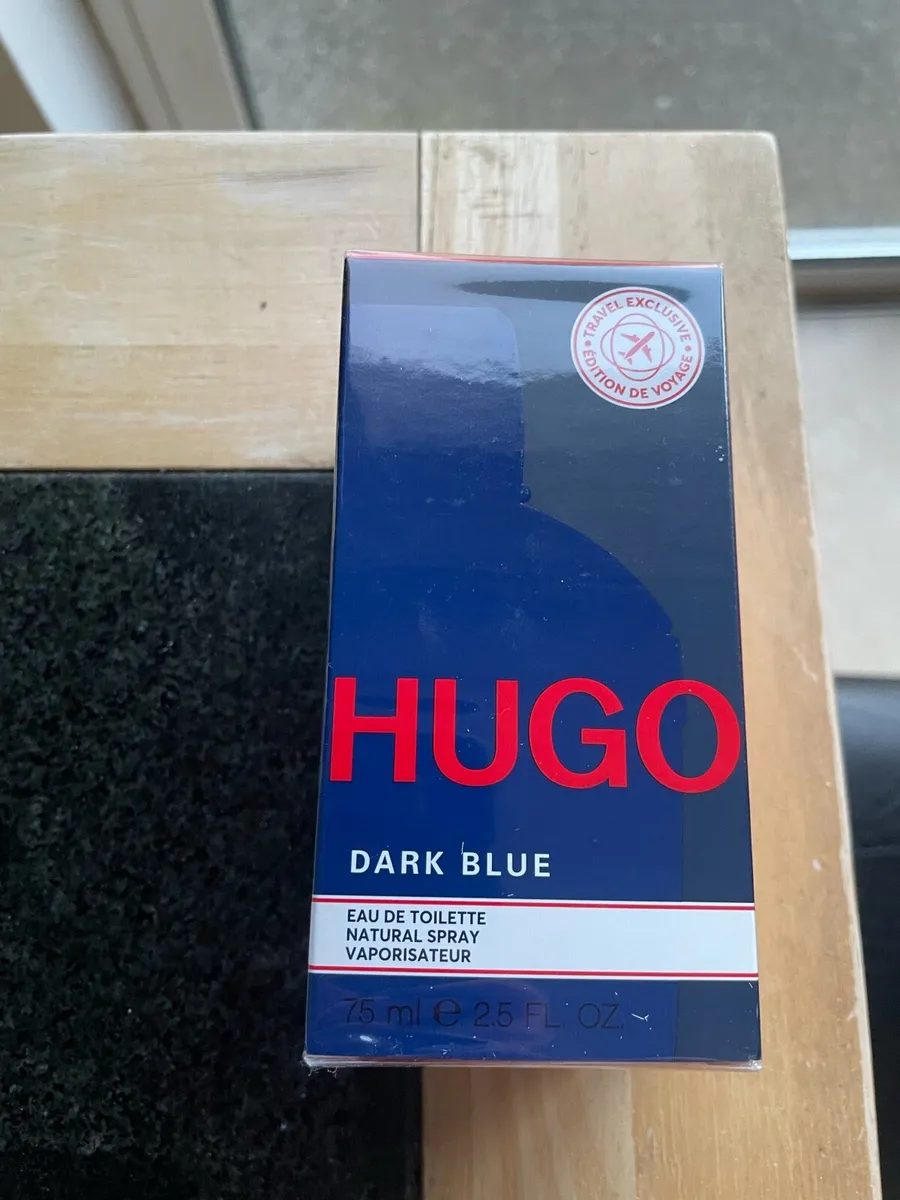 TRAVEL EXCLUSIVE
ÉDITION DE VOYAGE
HUGO
DARK BLUE
EAU DE TOILETTE
NATURAL SPRAY
VAPORISATEUR
75 ml ℮ 2.5 FL. OZ.